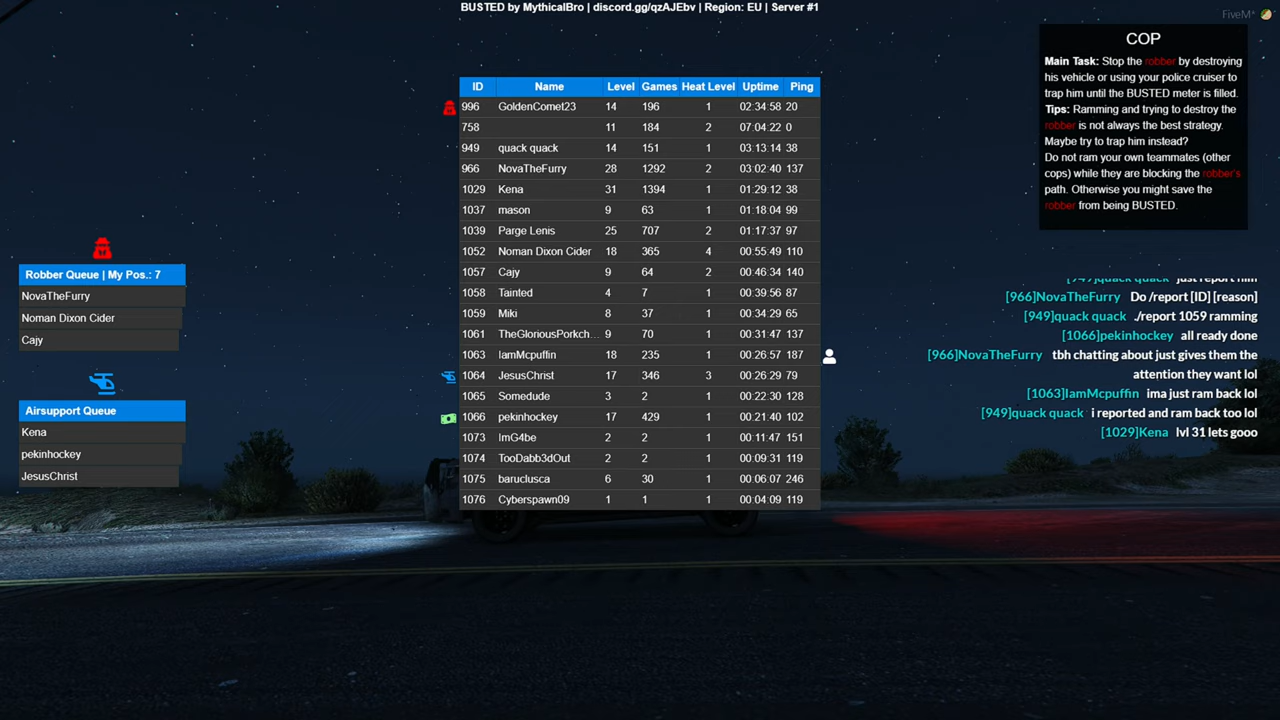 BUSTED by MythicalBro | discord.gg/qzAJEbv | Region: EU | Server #1
FiveM*
COP
Main Task: Stop the robber by destroying
his vehicle or using your police cruiser to
trap him until the BUSTED meter is filled.
Tips: Ramming and trying to destroy the
robber is not always the best strategy.
Maybe try to trap him instead?
Do not ram your own teammates (other
cops) while they are blocking the robber's
path. Otherwise you might save the
robber from being BUSTED.
ID Name Level Games Heat Level Uptime Ping
996 GoldenComet23 14 196 1 02:34:58 20
758 11 184 2 07:04:22 0
949 quack quack 14 151 1 03:13:14 38
966 NovaTheFurry 28 1292 2 03:02:40 137
1029 Kena 31 1394 1 01:29:12 38
1037 mason 9 63 1 01:18:04 99
1039 Parge Lenis 25 707 2 01:17:37 97
1052 Noman Dixon Cider 18 365 4 00:55:49 110
1057 Cajy 9 64 2 00:46:34 140
1058 Tainted 4 7 1 00:39:56 87
1059 Miki 8 37 1 00:34:29 65
1061 TheGloriousPorkch... 9 70 1 00:31:47 137
1063 IamMcpuffin 18 235 1 00:26:57 187
1064 JesusChrist 17 346 3 00:26:29 79
1065 Somedude 3 2 1 00:22:30 128
1066 pekinhockey 17 429 1 00:21:40 102
1073 ImG4be 2 2 1 00:11:47 151
1074 TooDabb3dOut 2 2 1 00:09:31 119
1075 baruclusca 6 30 1 00:06:07 246
1076 Cyberspawn09 1 1 1 00:04:09 119
Robber Queue | My Pos.: 7
NovaTheFurry
Noman Dixon Cider
Cajy
Airsupport Queue
Kena
pekinhockey
JesusChrist
[949]quack quack just report him
[966]NovaTheFurry Do /report [ID] [reason]
[949]quack quack ./report 1059 ramming
[1066]pekinhockey all ready done
[966]NovaTheFurry tbh chatting about just gives them the
attention they want lol
[1063]IamMcpuffin ima just ram back lol
[949]quack quack i reported and ram back too lol
[1029]Kena lvl 31 lets gooo